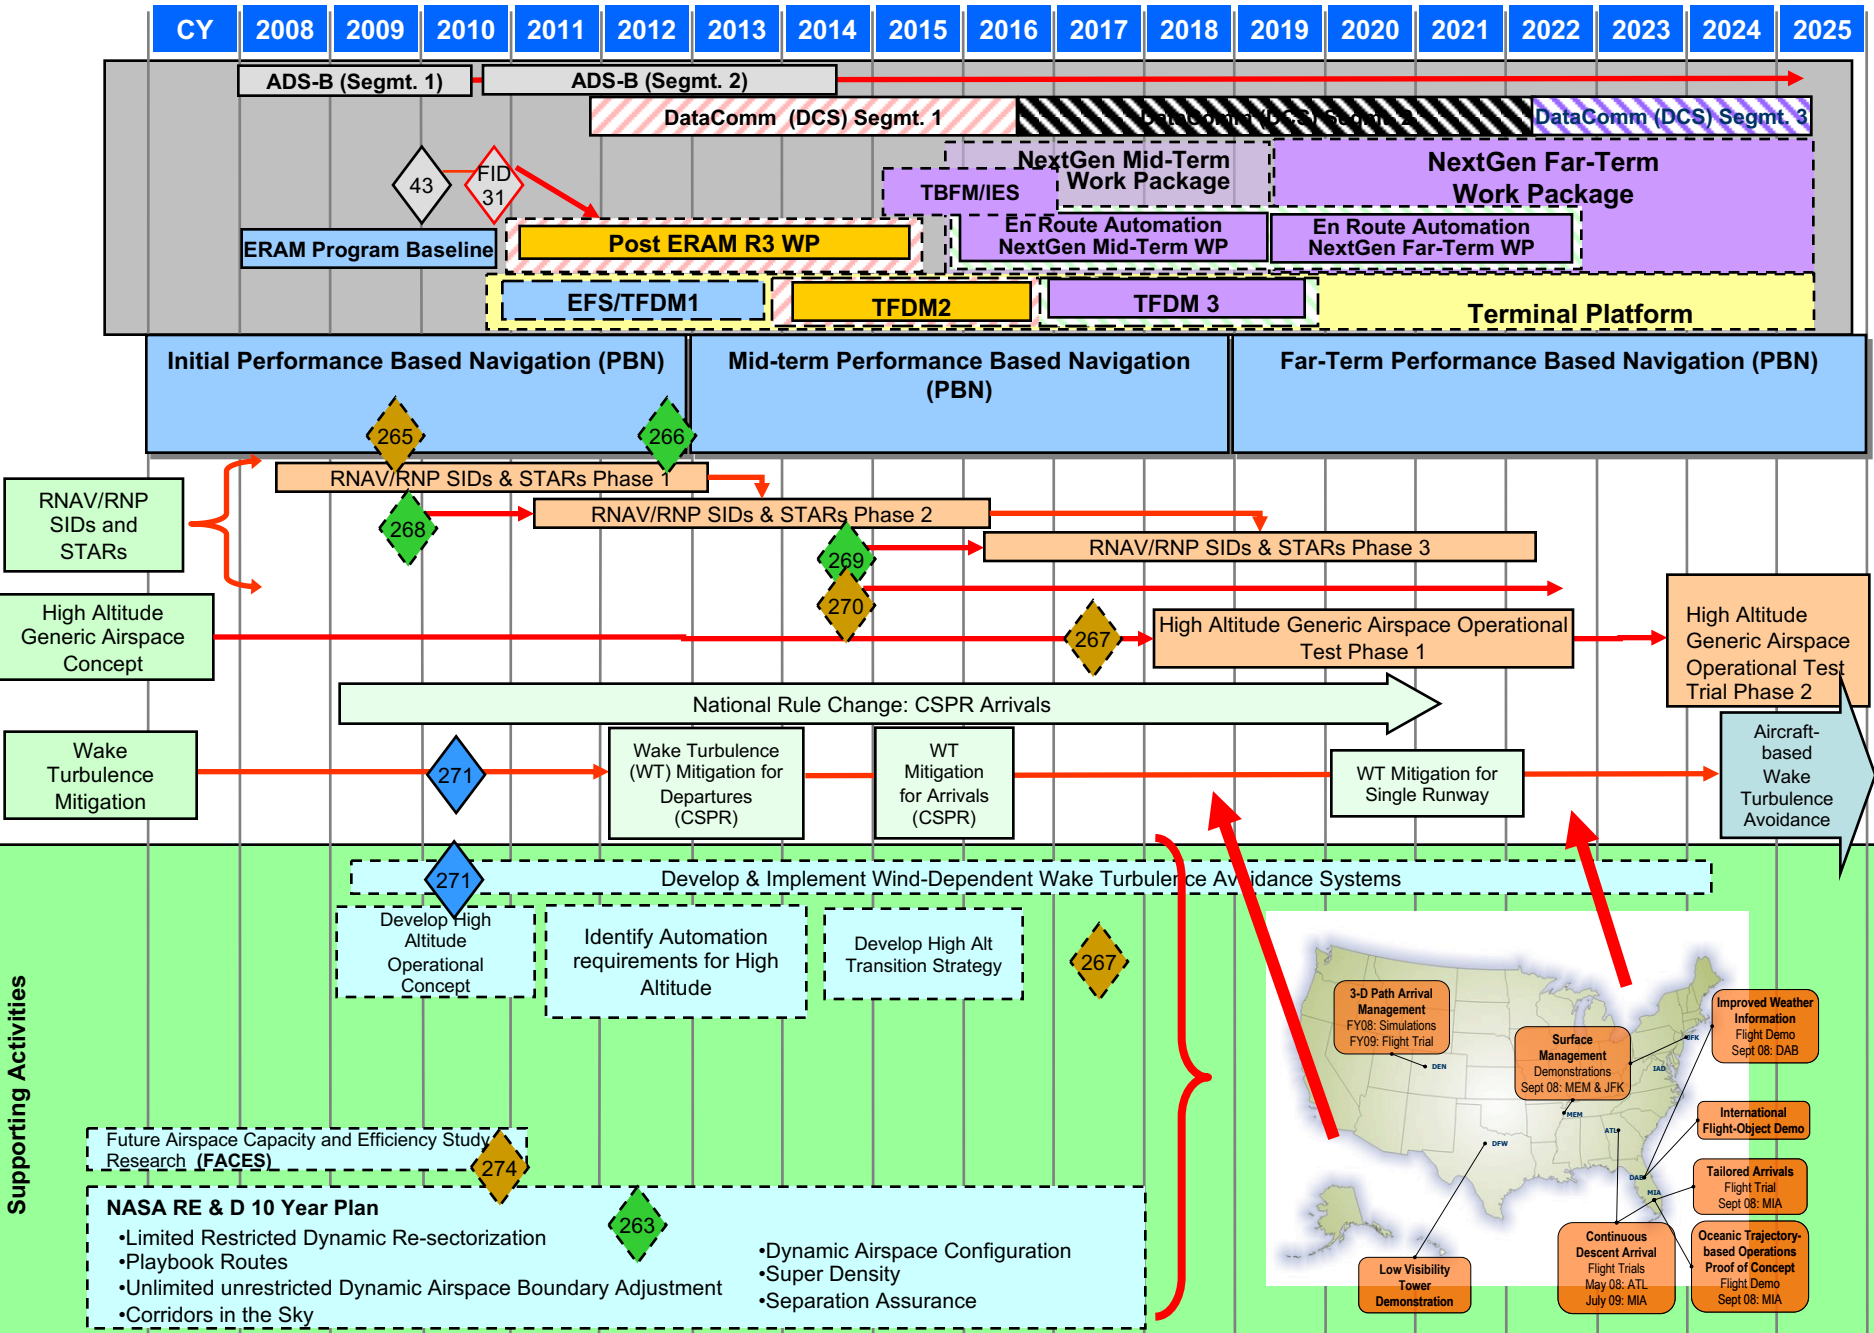 CY 2008 2009 2010 2011 2012 2013 2014 2015 2016 2017 2018 2019 2020 2021 2022 2023 2024 2025
ADS-B (Segmt. 1)
ADS-B (Segmt. 2)
DataComm (DCS) Segmt. 1
DataComm (DCS) Segmt. 2
DataComm (DCS) Segmt. 3
43
FID
31
NextGen Mid-Term
Work Package
TBFM/IES
NextGen Far-Term
Work Package
ERAM Program Baseline
Post ERAM R3 WP
En Route Automation
NextGen Mid-Term WP
En Route Automation
NextGen Far-Term WP
EFS/TFDM1
TFDM2
TFDM 3
Terminal Platform
Initial Performance Based Navigation (PBN)
Mid-term Performance Based Navigation
(PBN)
Far-Term Performance Based Navigation (PBN)
265
266
RNAV/RNP
SIDs and
STARs
RNAV/RNP SIDs & STARs Phase 1
268
RNAV/RNP SIDs & STARs Phase 2
269
RNAV/RNP SIDs & STARs Phase 3
270
High Altitude
Generic Airspace
Concept
267
High Altitude Generic Airspace Operational
Test Phase 1
High Altitude
Generic Airspace
Operational Test
Trial Phase 2
National Rule Change: CSPR Arrivals
Wake
Turbulence
Mitigation
271
Wake Turbulence
(WT) Mitigation for
Departures
(CSPR)
WT
Mitigation
for Arrivals
(CSPR)
WT Mitigation for
Single Runway
Aircraft-
based
Wake
Turbulence
Avoidance
Supporting Activities
271
Develop & Implement Wind-Dependent Wake Turbulence Avoidance Systems
Develop High
Altitude
Operational
Concept
Identify Automation
requirements for High
Altitude
Develop High Alt
Transition Strategy
267
Future Airspace Capacity and Efficiency Study
Research (FACES)
274
NASA RE & D 10 Year Plan
•Limited Restricted Dynamic Re-sectorization
•Playbook Routes
•Unlimited unrestricted Dynamic Airspace Boundary Adjustment
•Corridors in the Sky
263
•Dynamic Airspace Configuration
•Super Density
•Separation Assurance
3-D Path Arrival
Management
FY08: Simulations
FY09: Flight Trial
DEN
Surface
Management
Demonstrations
Sept 08: MEM & JFK
JFK
IAD
MEM
ATL
DFW
DAB
MIA
Improved Weather
Information
Flight Demo
Sept 08: DAB
International
Flight-Object Demo
Tailored Arrivals
Flight Trial
Sept 08: MIA
Low Visibility
Tower
Demonstration
Continuous
Descent Arrival
Flight Trials
May 08: ATL
July 09: MIA
Oceanic Trajectory-
based Operations
Proof of Concept
Flight Demo
Sept 08: MIA